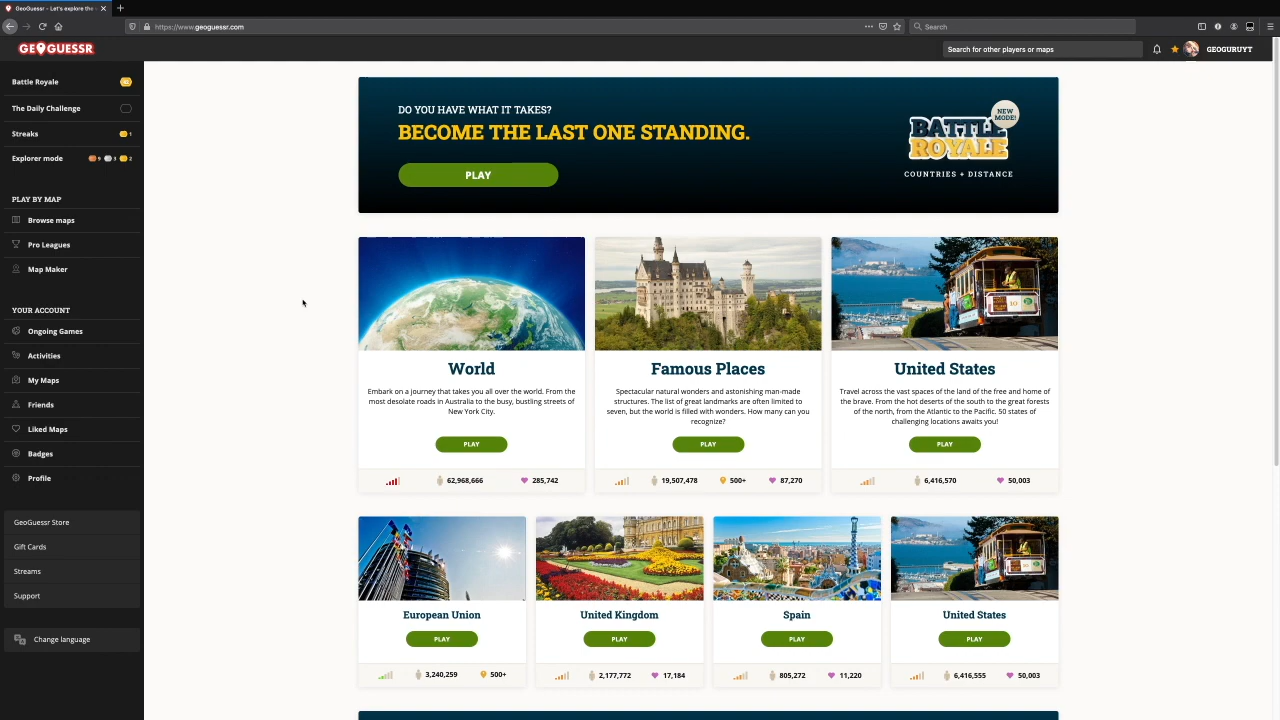 GeoGuessr - Let's explore the
https://www.geoguessr.com
Search
GEOGUESSR
Search for other players or maps
GEOGURUYT
Battle Royale
The Daily Challenge
Streaks
1
Explorer mode
9
3
2
PLAY BY MAP
Browse maps
Pro Leagues
Map Maker
YOUR ACCOUNT
Ongoing Games
Activities
My Maps
Friends
Liked Maps
Badges
Profile
GeoGuessr Store
Gift Cards
Streams
Support
Change language
DO YOU HAVE WHAT IT TAKES?
BECOME THE LAST ONE STANDING.
PLAY
NEW
MODE!
BATTLE
ROYALE
COUNTRIES + DISTANCE
World
Embark on a journey that takes you all over the world. From the
most desolate roads in Australia to the busy, bustling streets of
New York City.
PLAY
62,968,666
285,742
Famous Places
Spectacular natural wonders and astonishing man-made
structures. The list of great landmarks are often limited to
seven, but the world is filled with wonders. How many can you
recognize?
PLAY
19,507,478
500+
87,270
United States
Travel across the vast spaces of the land of the free and home of
the brave. From the hot deserts of the south to the great forests
of the north, from the Atlantic to the Pacific. 50 states of
challenging locations awaits you!
PLAY
6,416,570
50,003
European Union
PLAY
3,240,259
500+
United Kingdom
PLAY
2,177,772
17,184
Spain
PLAY
805,272
11,220
United States
PLAY
6,416,555
50,003